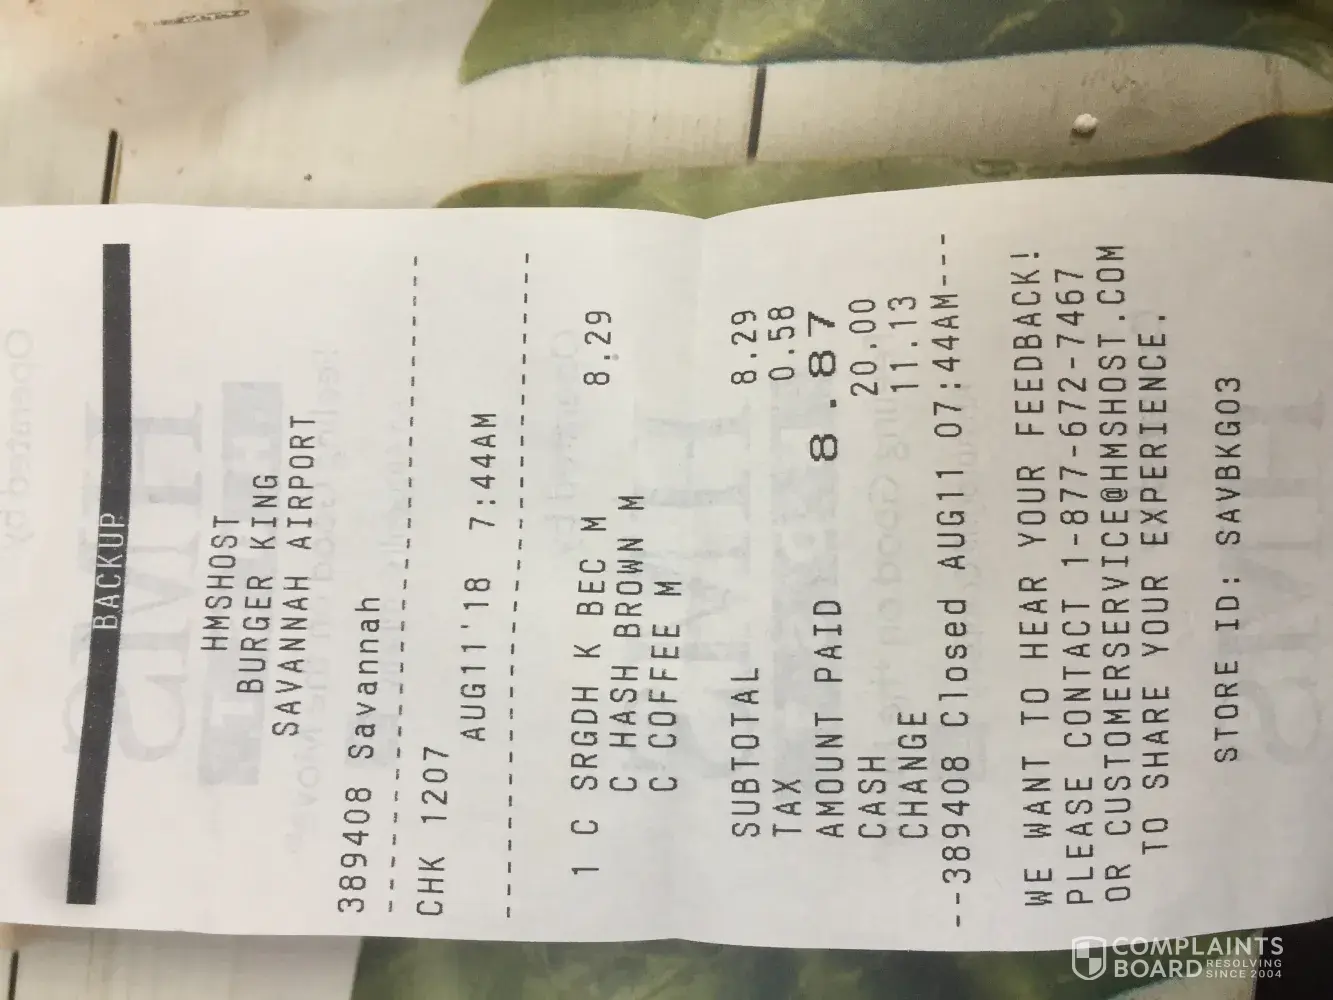 BACKUP
HMSHOST
BURGER KING
SAVANNAH AIRPORT
389408 Savannah
CHK 1207
AUG11'18 7:44AM
1 C SRGDH K BEC M 8.29
C HASH BROWN M
C COFFEE M
SUBTOTAL 8.29
TAX 0.58
AMOUNT PAID 8.87
CASH 20.00
CHANGE 11.13
--389408 Closed AUG11 07:44AM---
WE WANT TO HEAR YOUR FEEDBACK!
PLEASE CONTACT 1-877-672-7467
OR CUSTOMERSERVICE@HMSHOST.COM
TO SHARE YOUR EXPERIENCE.
STORE ID: SAVBKG03
COMPLAINTS
BOARD RESOLVING
SINCE 2004